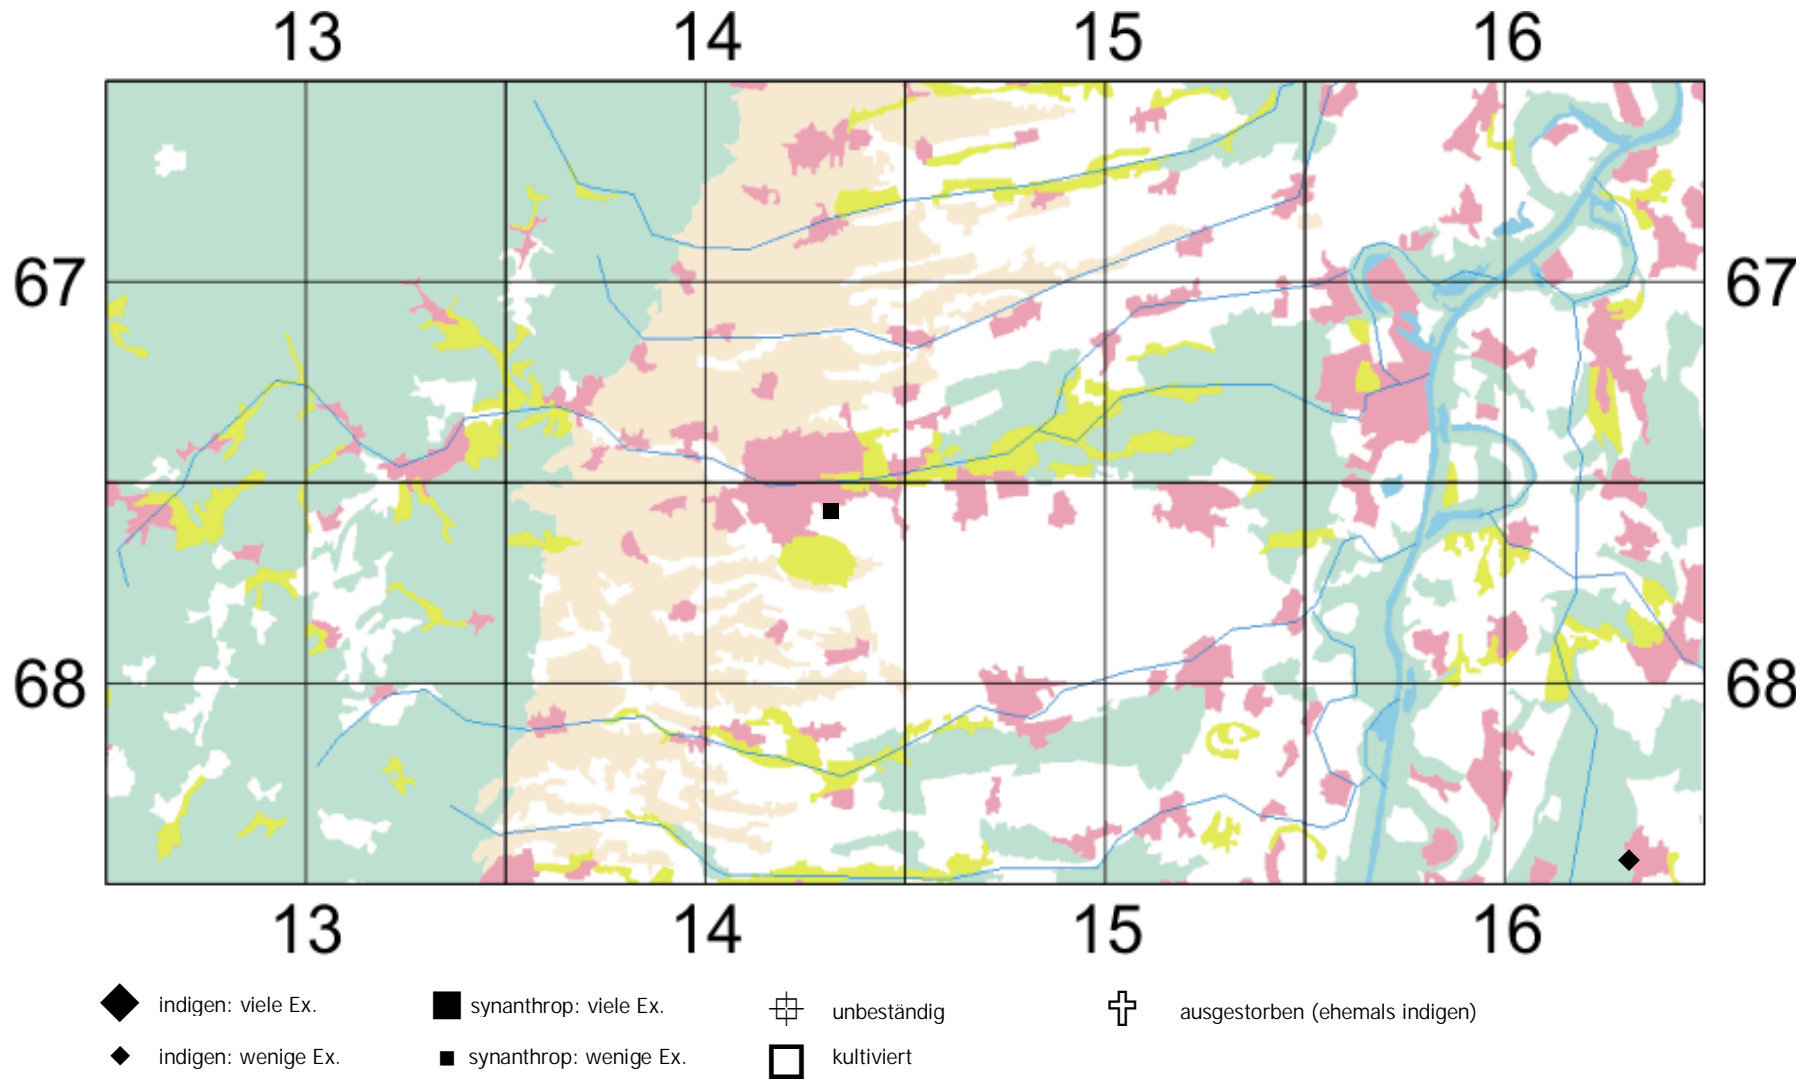 13 14 15 16
67 67
68 68
13 14 15 16
indigen: viele Ex. synanthrop: viele Ex. unbeständig ausgestorben (ehemals indigen)
indigen: wenige Ex. synanthrop: wenige Ex. kultiviert